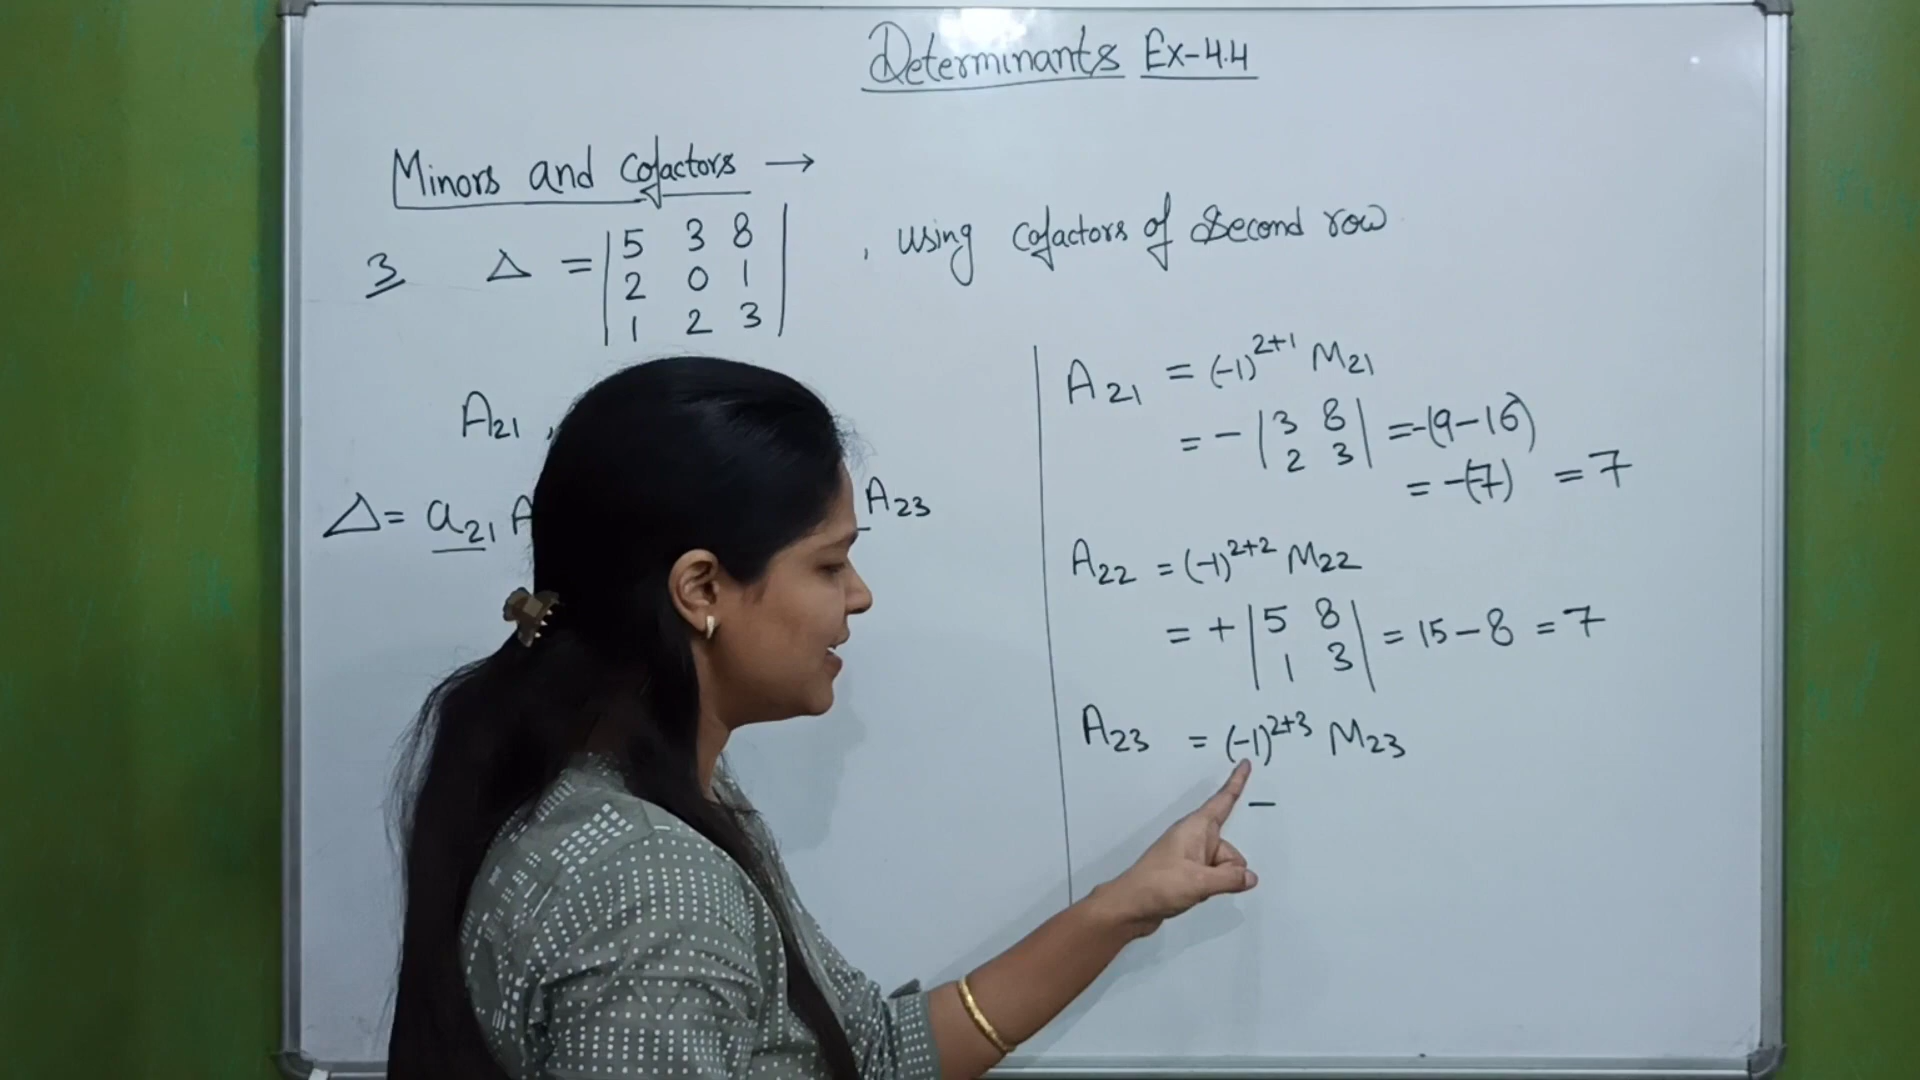 Determinants Ex-4.4
Minors and Cofactors →
3 Δ = | 5 3 8 |
| 2 0 1 |
| 1 2 3 |
, using Cofactors of Second row
A21 ,
Δ = a21 A
A23
A21 = (-1)^2+1 M21
= - | 3 8 | = -(9-16)
| 2 3 |
= -(-7) = 7
A22 = (-1)^2+2 M22
= + | 5 8 | = 15 - 8 = 7
| 1 3 |
A23 = (-1)^2+3 M23
-